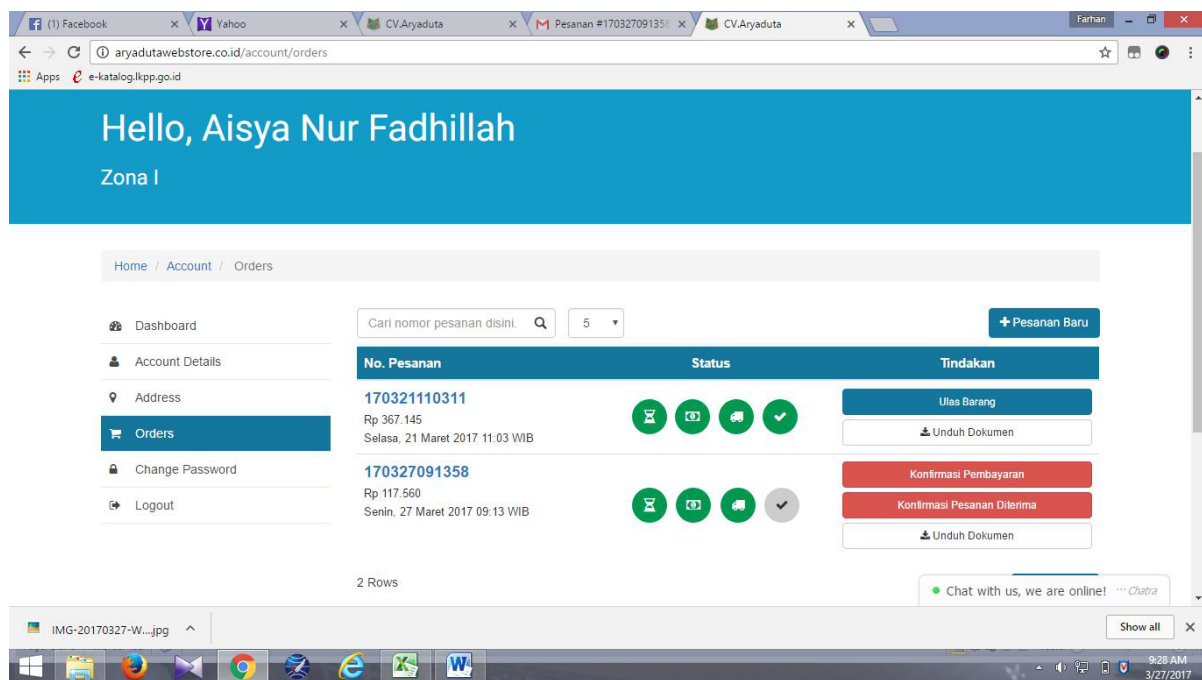 (1) Facebook
Yahoo
CV.Aryaduta
Pesanan #170327091358
CV.Aryaduta
Farhan
aryadutawebstore.co.id/account/orders
Apps
e-katalog.lkpp.go.id
Hello, Aisya Nur Fadhillah
Zona I
Home / Account / Orders
Dashboard
Account Details
Address
Orders
Change Password
Logout
Cari nomor pesanan disini.
5
+ Pesanan Baru
No. Pesanan Status Tindakan
170321110311
Rp 367.145
Selasa, 21 Maret 2017 11:03 WIB
Ulas Barang
Unduh Dokumen
170327091358
Rp 117.560
Senin, 27 Maret 2017 09:13 WIB
Konfirmasi Pembayaran
Konfirmasi Pesanan Diterima
Unduh Dokumen
2 Rows
Chat with us, we are online! Chatra
IMG-20170327-W....jpg
Show all
9:28 AM
3/27/2017